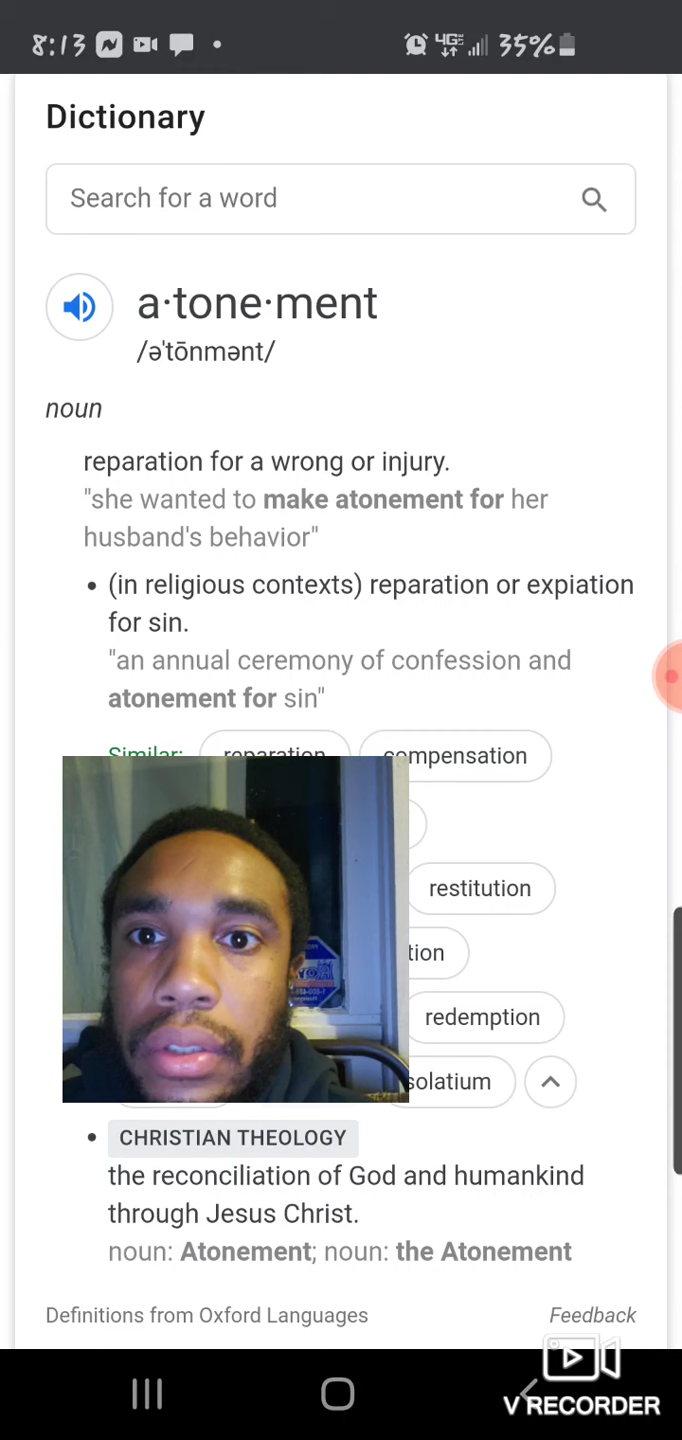 8:13 4GE 35%
Dictionary
Search for a word
a·tone·ment
/əˈtōnmənt/
noun
reparation for a wrong or injury.
"she wanted to make atonement for her
husband's behavior"
• (in religious contexts) reparation or expiation
for sin.
"an annual ceremony of confession and
atonement for sin"
Similar: reparation compensation
restitution
tion
redemption
solatium
• CHRISTIAN THEOLOGY
the reconciliation of God and humankind
through Jesus Christ.
noun: Atonement; noun: the Atonement
Definitions from Oxford Languages Feedback
V RECORDER